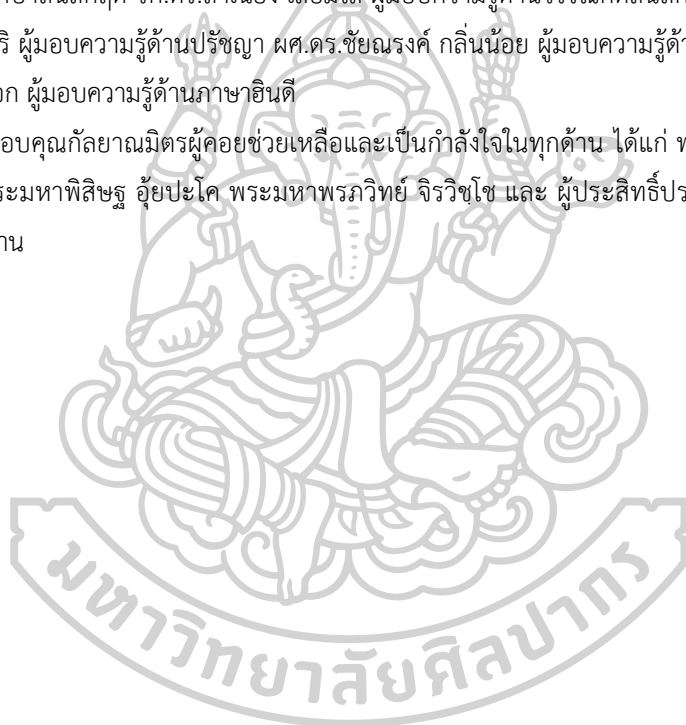 ริ ผู้มอบความรู้ด้านปรัชญา ผศ.ดร.ชัยณรงค์ กลิ่นน้อย ผู้มอบความรู้ด้า
อก ผู้มอบความรู้ด้านภาษาฮินดี
อบคุณกัลยาณมิตรผู้คอยช่วยเหลือและเป็นกำลังใจในทุกด้าน ได้แก่ พ
ระมหาพิสิษฐ อุ้ยปะโค พระมหาพรภวิทย์ จิรวิชฺโช และ ผู้ประสิทธิ์ปร
าน
มหาวิทยาลัยศิลปากร